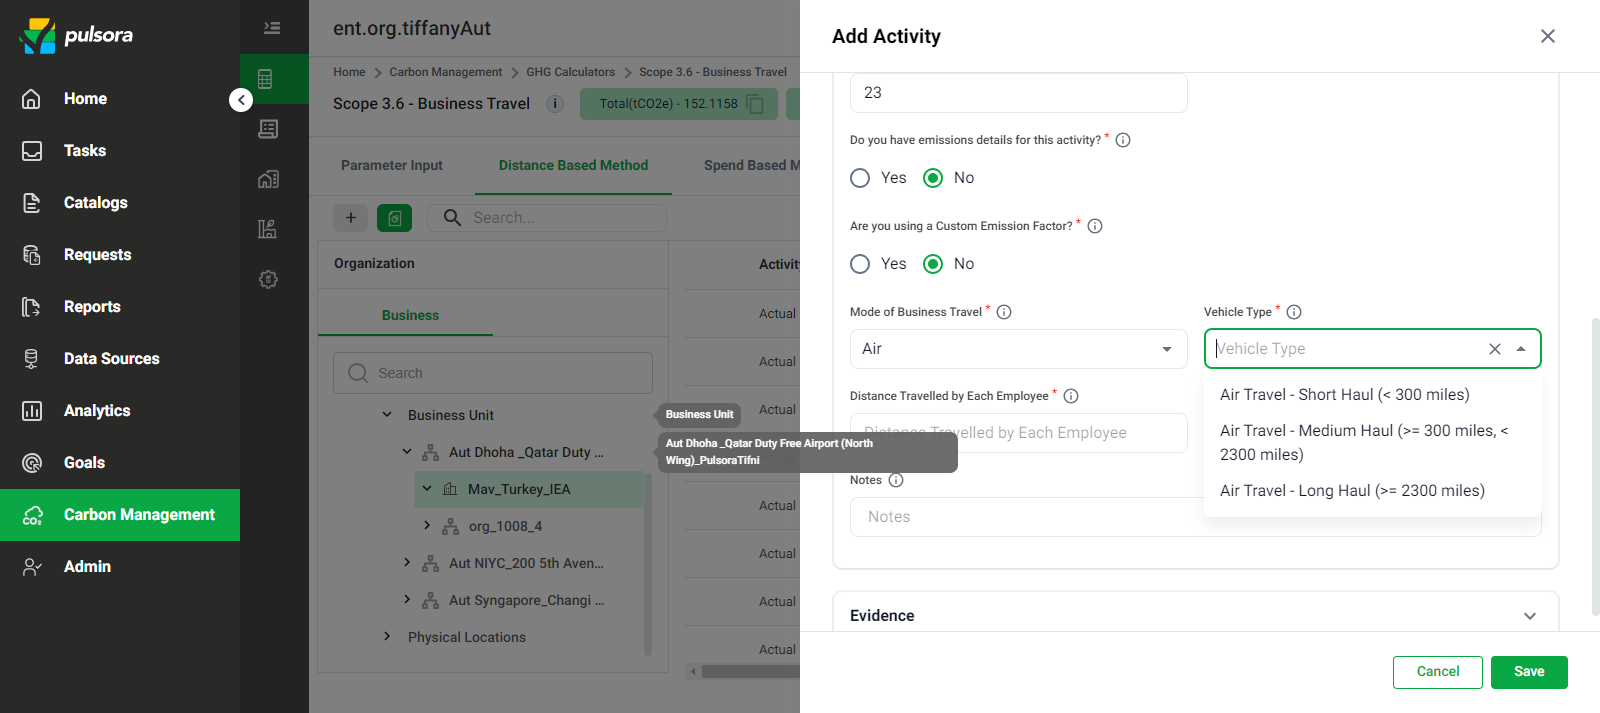 pulsora
Home
Tasks
Catalogs
Requests
Reports
Data Sources
Analytics
Goals
Carbon Management
Admin
ent.org.tiffanyAut
Home > Carbon Management > GHG Calculators > Scope 3.6 - Business Travel
Scope 3.6 - Business Travel
Total(tCO2e) - 152.1158
Parameter Input
Distance Based Method
Spend Based M
Search...
Organization
Business
Search
Business Unit
Aut Dhoha _Qatar Duty ...
Mav_Turkey_IEA
org_1008_4
Aut NIYC_200 5th Aven...
Aut Syngapore_Changi ...
Physical Locations
Business Unit
Aut Dhoha _Qatar Duty Free Airport (North
Wing)_PulsoraTifni
Activity
Actual
Actual
Actual
Actual
Actual
Actual
Actual
Actual
Add Activity
23
Do you have emissions details for this activity? *
Yes
No
Are you using a Custom Emission Factor? *
Yes
No
Mode of Business Travel *
Air
Vehicle Type *
Vehicle Type
Air Travel - Short Haul (< 300 miles)
Air Travel - Medium Haul (>= 300 miles, <
2300 miles)
Air Travel - Long Haul (>= 2300 miles)
Distance Travelled by Each Employee *
Distance Travelled by Each Employee
Notes
Notes
Evidence
Cancel
Save